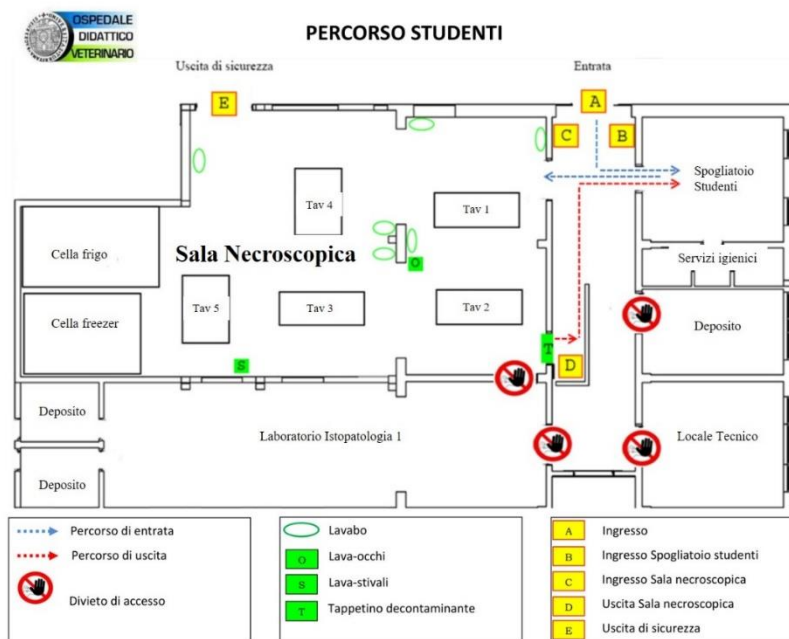 OSPEDALE
DIDATTICO
VETERINARIO
PERCORSO STUDENTI
Uscita di sicurezza
Entrata
E
A
C
B
Tav 4
Tav 1
Spogliatoio
Studenti
Cella frigo
Sala Necroscopica
O
Servizi igienici
Cella freezer
Tav 5
Tav 3
Tav 2
Deposito
T
S
D
Deposito
Laboratorio Istopatologia 1
Locale Tecnico
Deposito
Percorso di entrata
Percorso di uscita
Divieto di accesso
Lavabo
O Lava-occhi
S Lava-stivali
T Tappetino decontaminante
A Ingresso
B Ingresso Spogliatoio studenti
C Ingresso Sala necroscopica
D Uscita Sala necroscopica
E Uscita di sicurezza